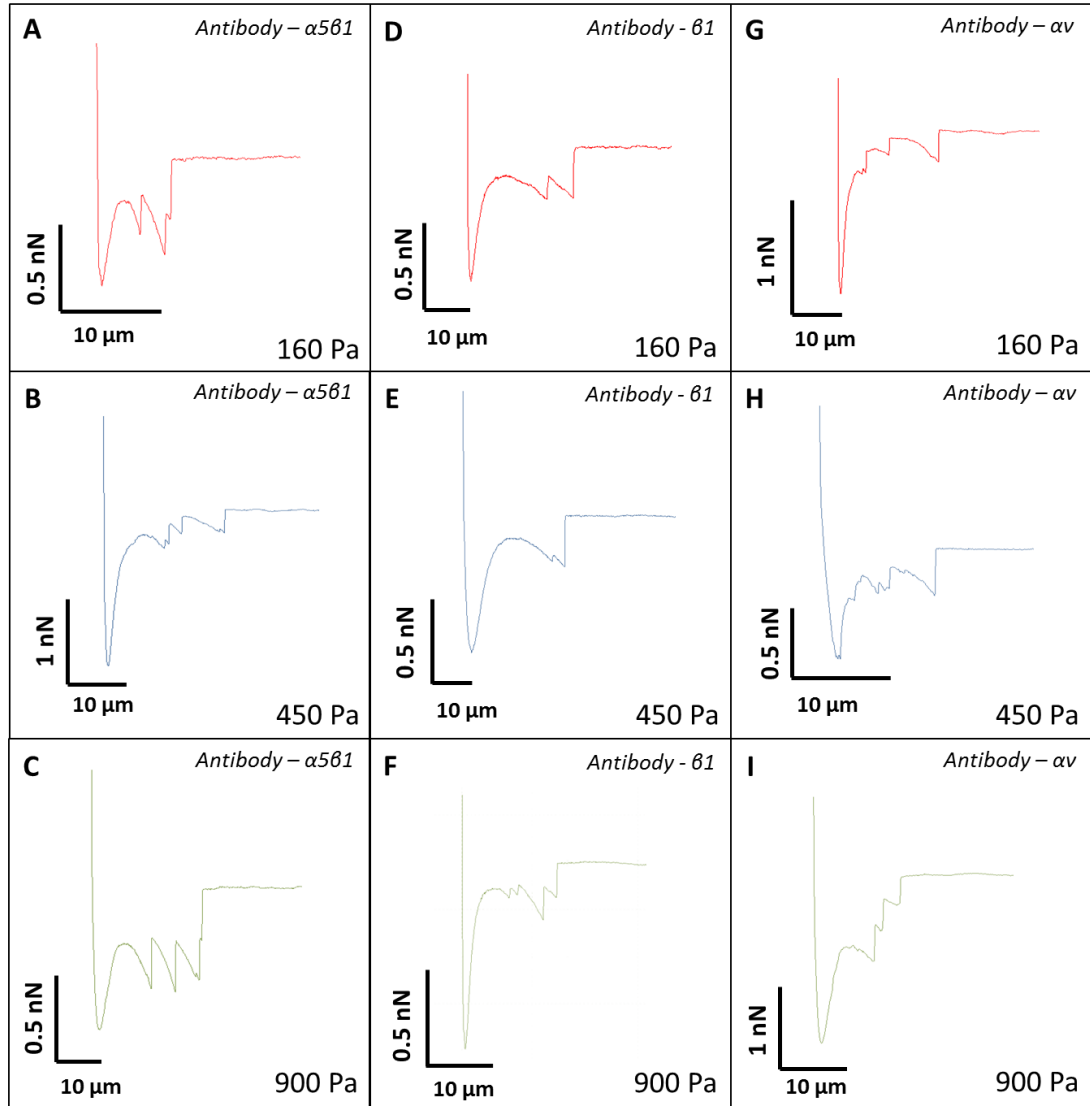 A
Antibody – α5β1
0.5 nN
10 µm
160 Pa
D
Antibody - β1
0.5 nN
10 µm
160 Pa
G
Antibody – αv
1 nN
10 µm
160 Pa
B
Antibody – α5β1
1 nN
10 µm
450 Pa
E
Antibody - β1
0.5 nN
10 µm
450 Pa
H
Antibody – αv
0.5 nN
10 µm
450 Pa
C
Antibody – α5β1
0.5 nN
10 µm
900 Pa
F
Antibody - β1
0.5 nN
10 µm
900 Pa
I
Antibody – αv
1 nN
10 µm
900 Pa